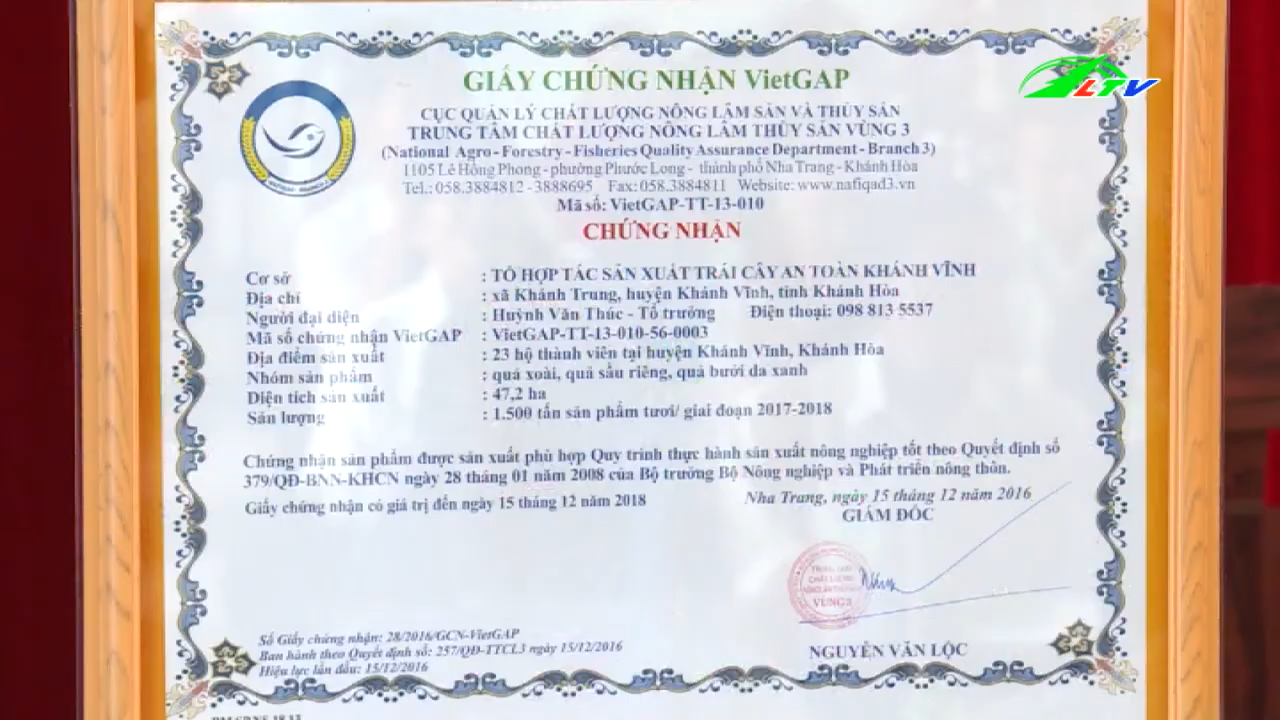 GIẤY CHỨNG NHẬN VietGAP
LTV
CỤC QUẢN LÝ CHẤT LƯỢNG NÔNG LÂM SẢN VÀ THỦY SẢN
TRUNG TÂM CHẤT LƯỢNG NÔNG LÂM THỦY SẢN VÙNG 3
(National Agro - Forestry - Fisheries Quality Assurance Department - Branch 3)
1105 Lê Hồng Phong - phường Phước Long - thành phố Nha Trang - Khánh Hòa
Tel.: 058.3884812 - 3888695 Fax: 058.3884811 Website: www.nafiqad3.vn
Mã số: VietGAP-TT-13-010
CHỨNG NHẬN
Cơ sở : TỔ HỢP TÁC SẢN XUẤT TRÁI CÂY AN TOÀN KHÁNH VĨNH
Địa chỉ : xã Khánh Trung, huyện Khánh Vĩnh, tỉnh Khánh Hòa
Người đại diện : Huỳnh Văn Thúc - Tổ trưởng Điện thoại: 098 813 5537
Mã số chứng nhận VietGAP : VietGAP-TT-13-010-56-0003
Địa điểm sản xuất : 23 hộ thành viên tại huyện Khánh Vĩnh, Khánh Hòa
Nhóm sản phẩm : quả xoài, quả sầu riêng, quả bưởi da xanh
Diện tích sản xuất : 47,2 ha
Sản lượng : 1.500 tấn sản phẩm tươi/ giai đoạn 2017-2018
Chứng nhận sản phẩm được sản xuất phù hợp Quy trình thực hành sản xuất nông nghiệp tốt theo Quyết định số
379/QĐ-BNN-KHCN ngày 28 tháng 01 năm 2008 của Bộ trưởng Bộ Nông nghiệp và Phát triển nông thôn.
Giấy chứng nhận có giá trị đến ngày 15 tháng 12 năm 2018
Nha Trang, ngày 15 tháng 12 năm 2016
GIÁM ĐỐC
TRUNG TÂM
CHẤT LƯỢNG
VÙNG 3
NGUYỄN VĂN LỘC
Số Giấy chứng nhận: 28/2016/GCN-VietGAP
Ban hành theo Quyết định số: 257/QĐ-TTCL3 ngày 15/12/2016
Hiệu lực lần đầu: 15/12/2016